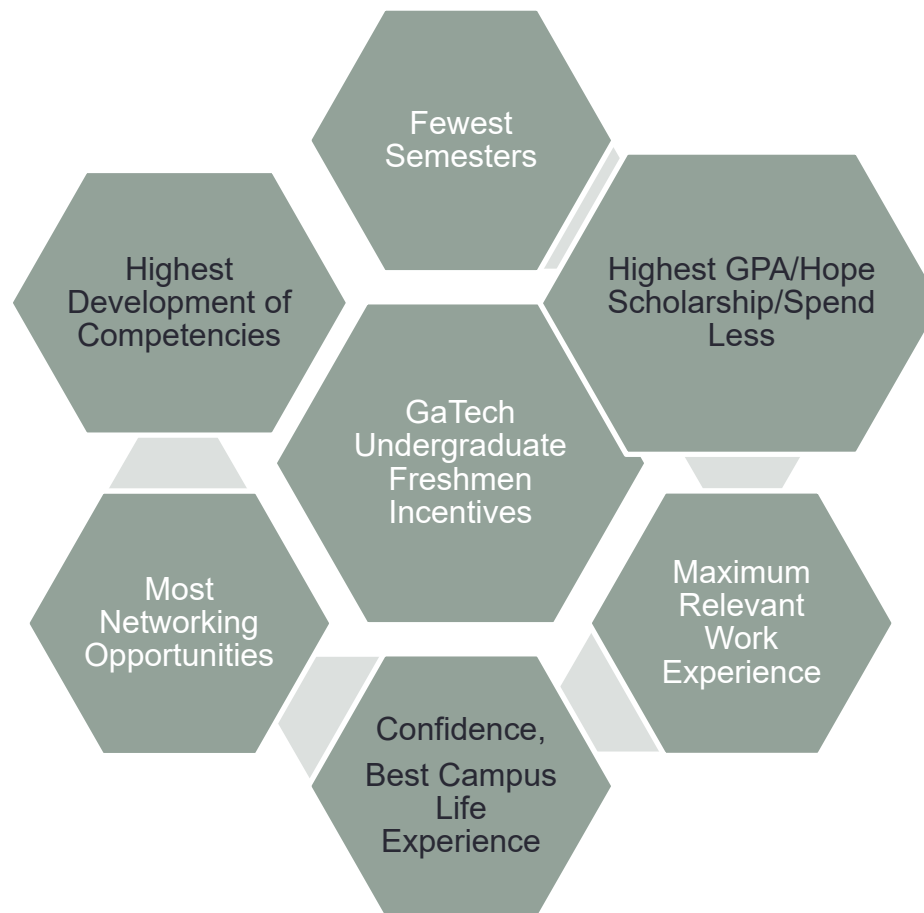 Fewest
Semesters
Highest GPA/Hope
Scholarship/Spend
Less
Maximum
Relevant
Work
Experience
Confidence,
Best Campus
Life
Experience
Most
Networking
Opportunities
Highest
Development of
Competencies
GaTech
Undergraduate
Freshmen
Incentives